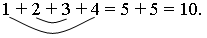 1 + 2 + 3 + 4 = 5 + 5 = 10.